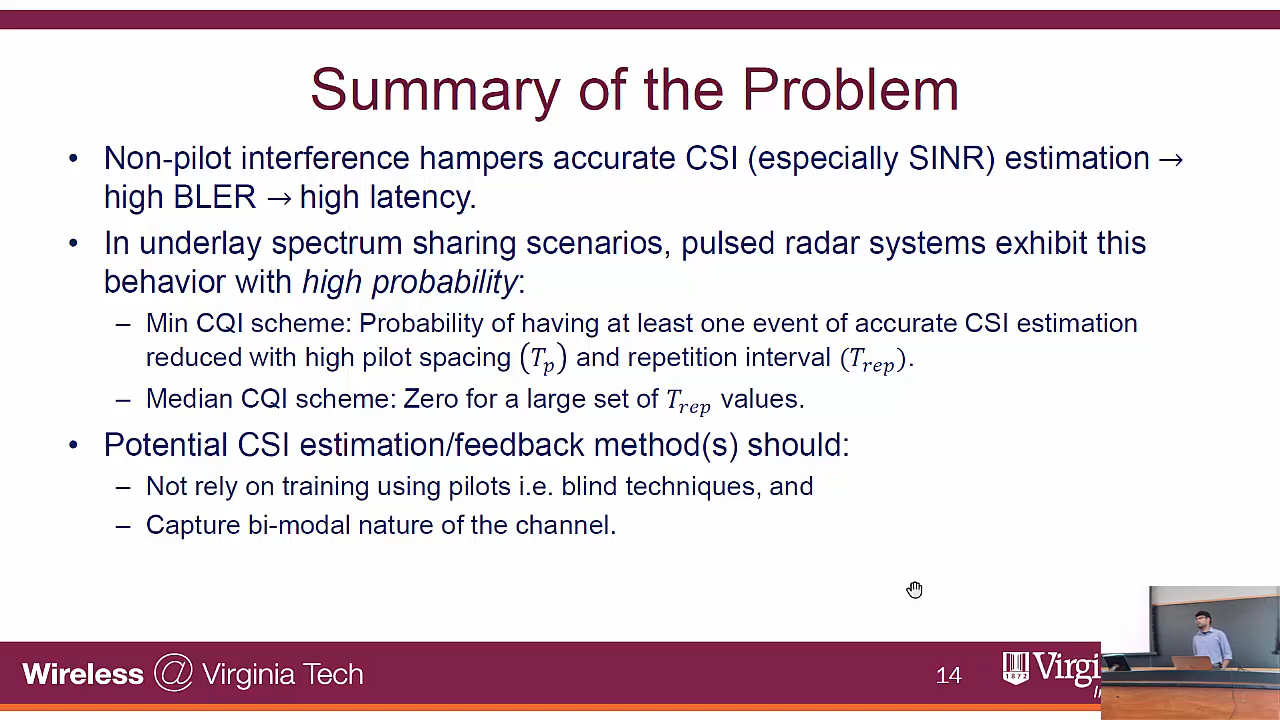 Summary of the Problem
• Non-pilot interference hampers accurate CSI (especially SINR) estimation →
high BLER → high latency.
• In underlay spectrum sharing scenarios, pulsed radar systems exhibit this
behavior with high probability:
– Min CQI scheme: Probability of having at least one event of accurate CSI estimation
reduced with high pilot spacing (T_p) and repetition interval (T_rep).
– Median CQI scheme: Zero for a large set of T_rep values.
• Potential CSI estimation/feedback method(s) should:
– Not rely on training using pilots i.e. blind techniques, and
– Capture bi-modal nature of the channel.
Wireless @ Virginia Tech
14
1872